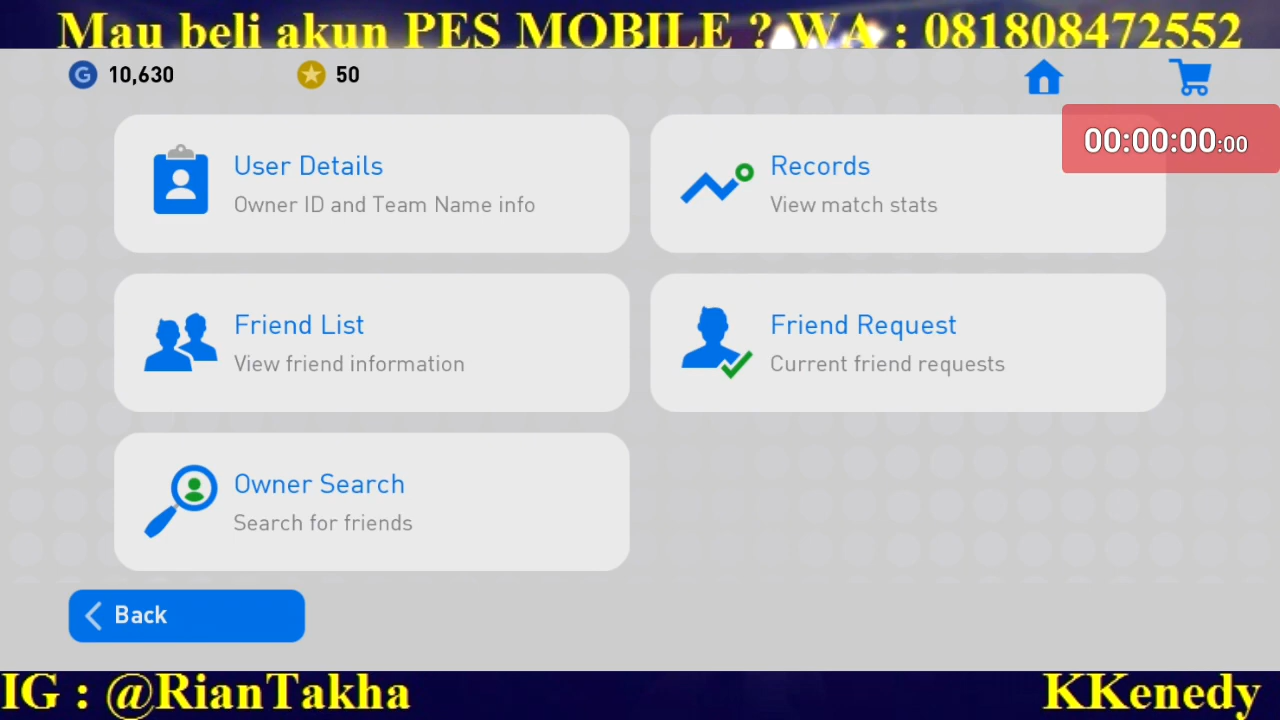 Mau beli akun PES MOBILE ? WA : 081808472552
G 10,630 50
00:00:00:00
User Details
Owner ID and Team Name info
Records
View match stats
Friend List
View friend information
Friend Request
Current friend requests
Owner Search
Search for friends
Back
IG : @RianTakha
KKenedy